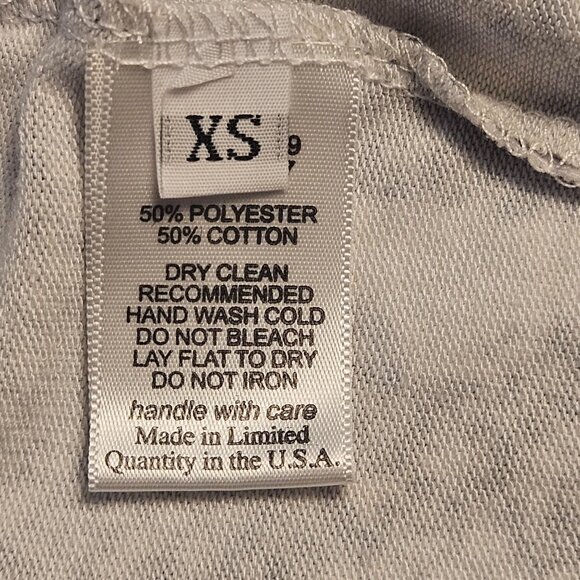 XS
9
50% POLYESTER
50% COTTON
DRY CLEAN
RECOMMENDED
HAND WASH COLD
DO NOT BLEACH
LAY FLAT TO DRY
DO NOT IRON
handle with care
Made in Limited
Quantity in the U.S.A.